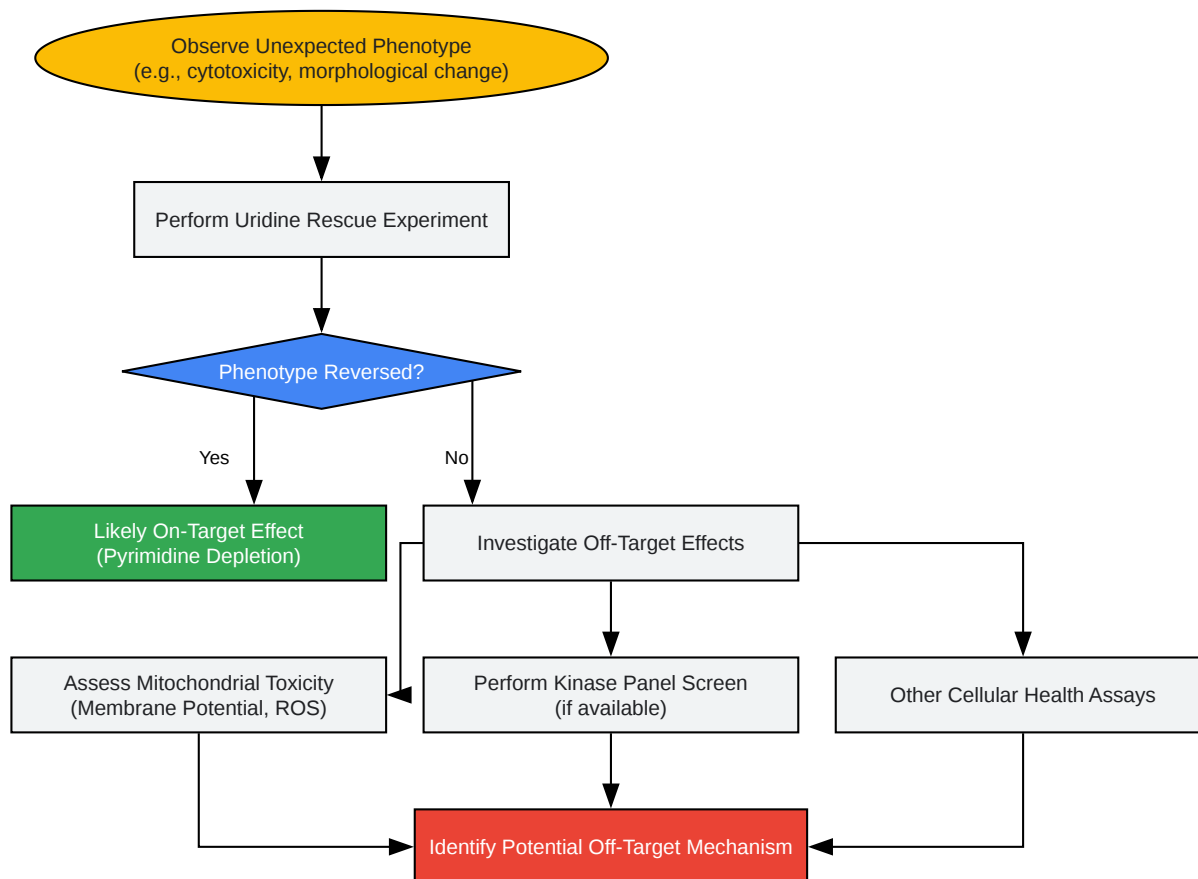 Observe Unexpected Phenotype
(e.g., cytotoxicity, morphological change)
Perform Uridine Rescue Experiment
Phenotype Reversed?
Yes
No
Likely On-Target Effect
(Pyrimidine Depletion)
Investigate Off-Target Effects
Assess Mitochondrial Toxicity
(Membrane Potential, ROS)
Perform Kinase Panel Screen
(if available)
Other Cellular Health Assays
Identify Potential Off-Target Mechanism